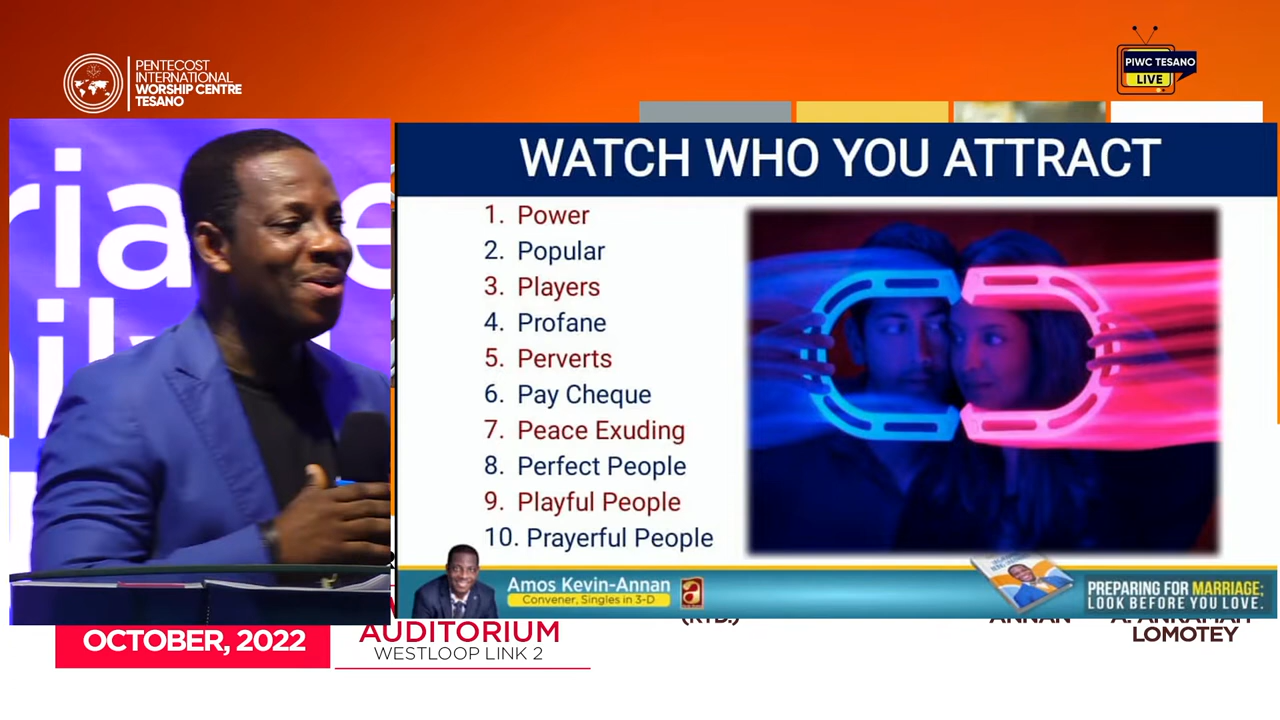 PENTECOST
INTERNATIONAL
WORSHIP CENTRE
TESANO
PIWC TESANO
LIVE
WATCH WHO YOU ATTRACT
1. Power
2. Popular
3. Players
4. Profane
5. Perverts
6. Pay Cheque
7. Peace Exuding
8. Perfect People
9. Playful People
10. Prayerful People
Amos Kevin-Annan
Convener, Singles in 3-D
PREPARING FOR MARRIAGE;
LOOK BEFORE YOU LOVE.
OCTOBER, 2022
AUDITORIUM
WESTLOOP LINK 2
(RTD.)
ANNAN
LOMOTEY